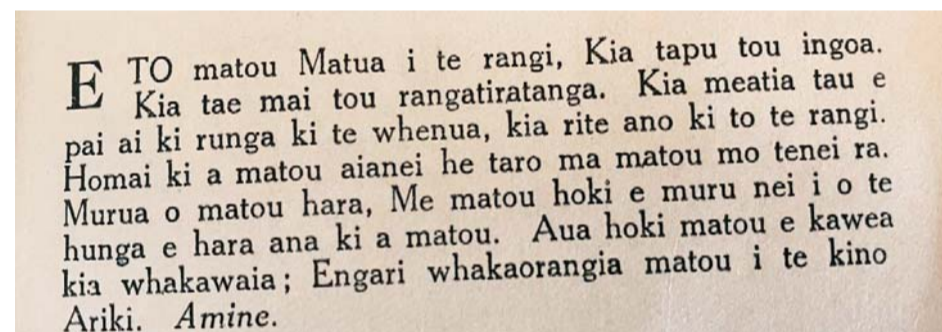 E TO matou Matua i te rangi, Kia tapu tou ingoa.
Kia tae mai tou rangatiratanga. Kia meatia tau e
pai ai ki runga ki te whenua, kia rite ano ki to te rangi.
Homai ki a matou aianei he taro ma matou mo tenei ra.
Murua o matou hara, Me matou hoki e muru nei i o te
hunga e hara ana ki a matou. Aua hoki matou e kawea
kia whakawaia; Engari whakaorangia matou i te kino
Ariki. Amine.